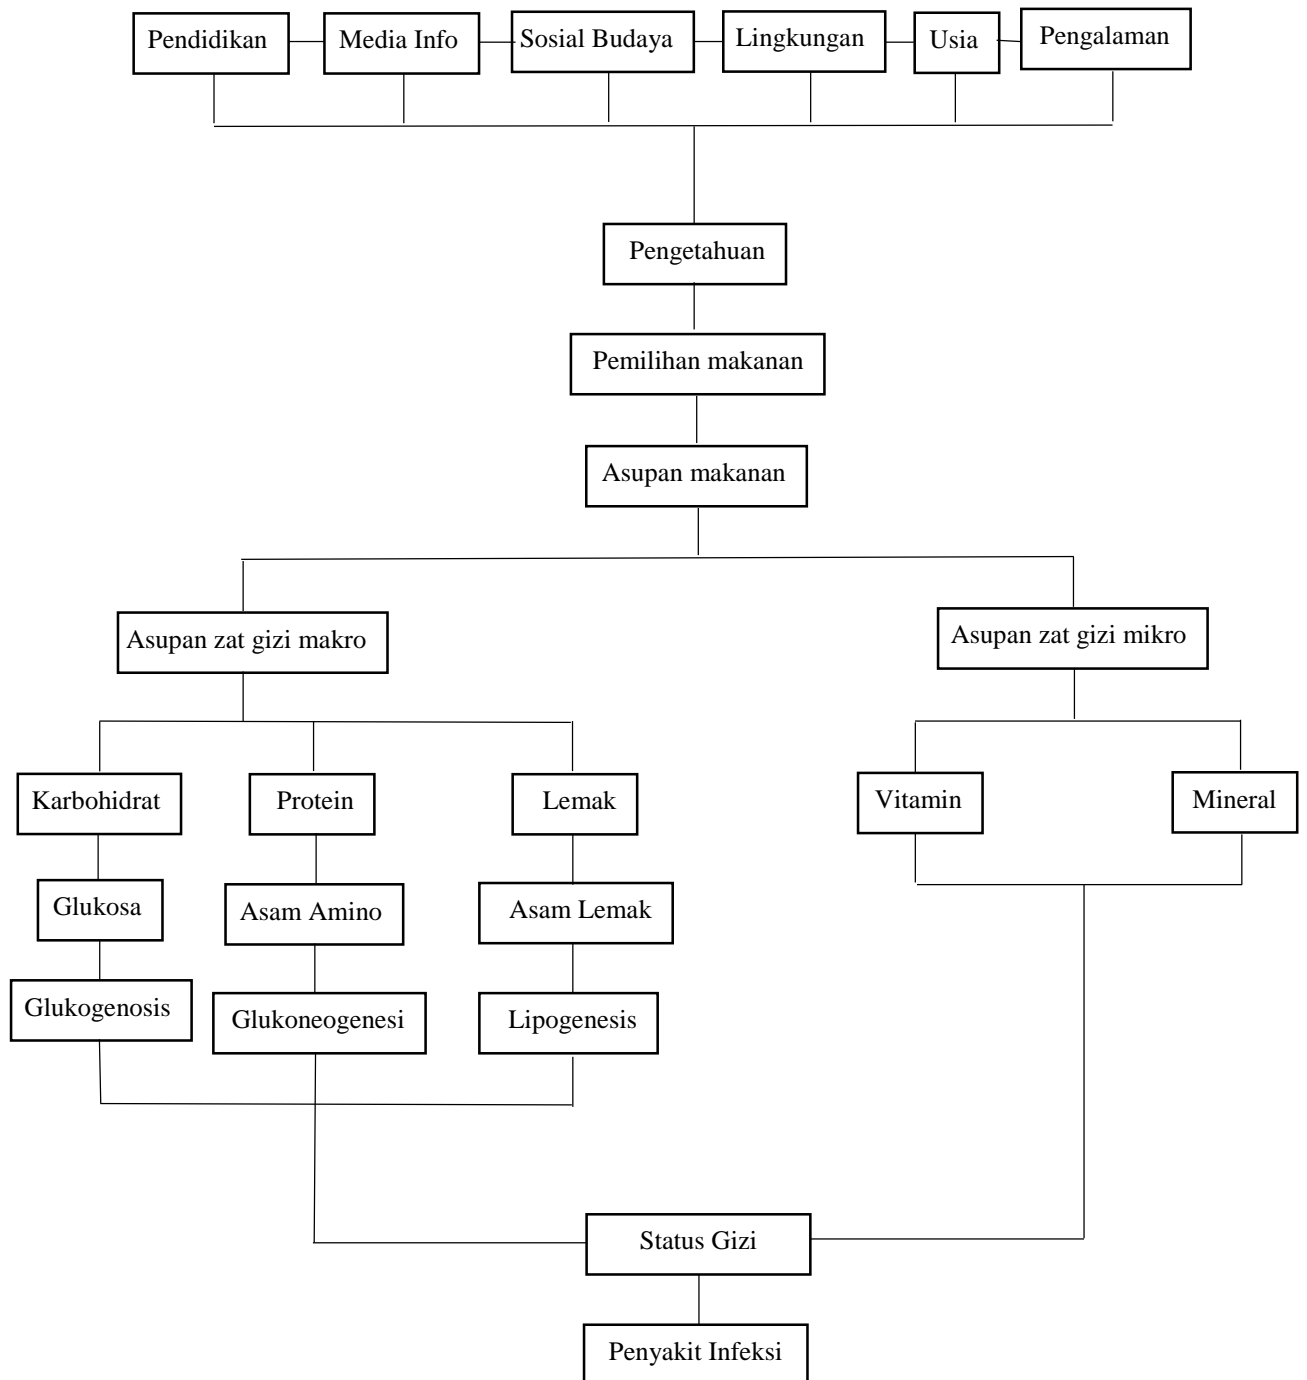 Pendidikan
Media Info
Sosial Budaya
Lingkungan
Usia
Pengalaman
Pengetahuan
Pemilihan makanan
Asupan makanan
Asupan zat gizi makro
Asupan zat gizi mikro
Karbohidrat
Protein
Lemak
Vitamin
Mineral
Glukosa
Asam Amino
Asam Lemak
Glukogenosis
Glukoneogenesi
Lipogenesis
Status Gizi
Penyakit Infeksi